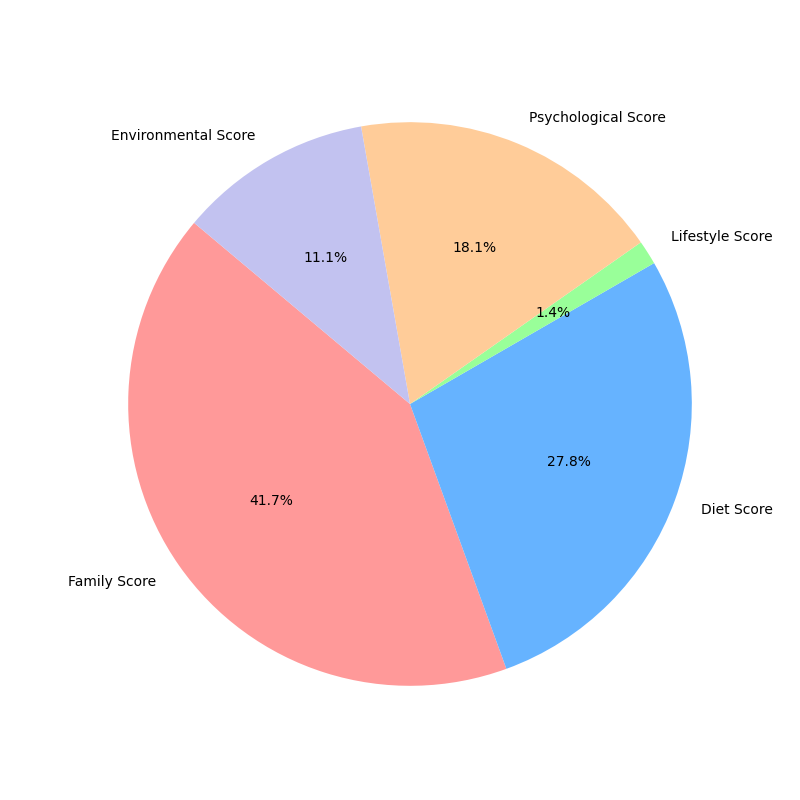 Psychological Score
Environmental Score
Lifestyle Score
18.1%
11.1%
1.4%
27.8%
41.7%
Diet Score
Family Score